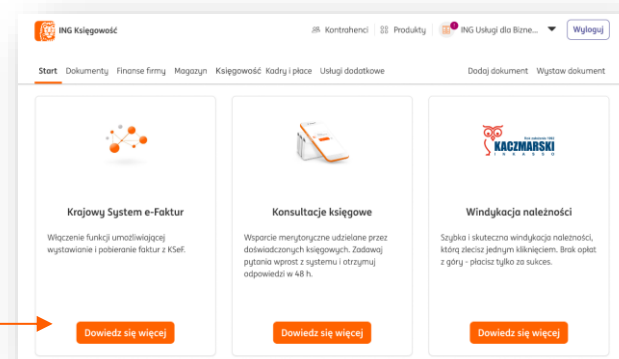 ING Księgowość
Kontrahenci Produkty ING Usługi dla Bizne... Wyloguj
Start Dokumenty Finanse firmy Magazyn Księgowość Kadry i płace Usługi dodatkowe Dodaj dokument Wystaw dokument
KACZMARSKI
INKASSO
Krajowy System e-Faktur
Włączenie funkcji umożliwiającej
wystawianie i pobieranie faktur z KSeF.
Dowiedz się więcej
Konsultacje księgowe
Wsparcie merytoryczne udzielane przez
doświadczonych księgowych. Zadawaj
pytania wprost z systemu i otrzymuj
odpowiedzi w 48 h.
Dowiedz się więcej
Windykacja należności
Szybka i skuteczna windykacja należności,
którą zlecisz jednym kliknięciem. Brak opłat
z góry - płacisz tylko za sukces.
Dowiedz się więcej